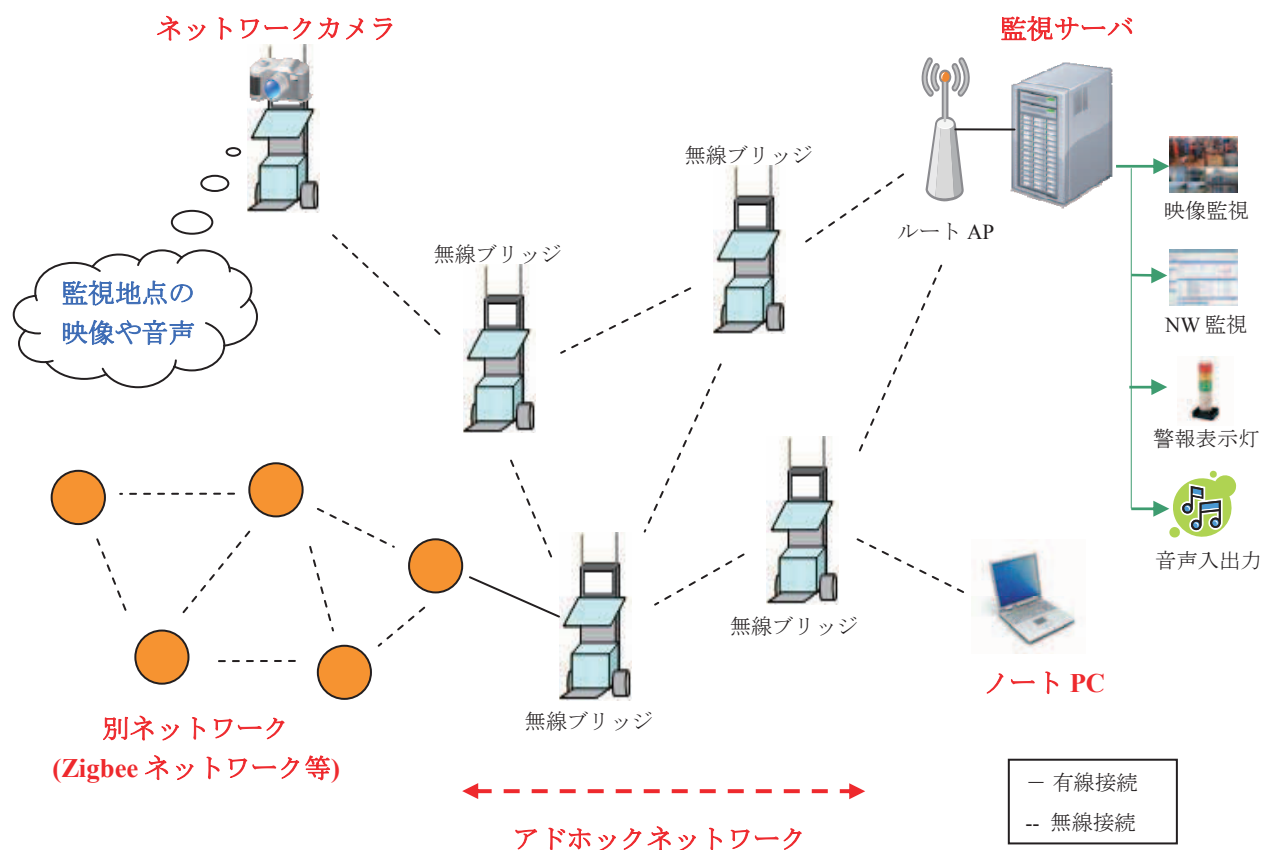 ネットワークカメラ
監視サーバ
無線ブリッジ
ルート AP
映像監視
無線ブリッジ
監視地点の
映像や音声
NW 監視
警報表示灯
音声入出力
無線ブリッジ
ノート PC
無線ブリッジ
別ネットワーク
(Zigbee ネットワーク等)
― 有線接続
-- 無線接続
アドホックネットワーク